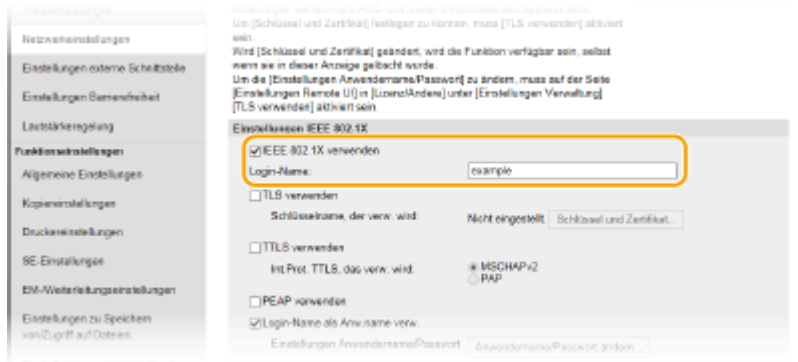 Netzwerkeinstellungen
Einstellungen externe Schnittstelle
Einstellungen Barrierefreiheit
Lautstärkeregelung
Funktionseinstellungen
Allgemeine Einstellungen
Kopiereinstellungen
Druckereinstellungen
SE-Einstellungen
EM-Weiterleitungseinstellungen
Einstellungen zu Speichern
von/Zugriff auf Dateien
Um [Schlüssel und Zertifikat] festlegen zu können, muss [TLS verwenden] aktiviert
sein.
Wird [Schlüssel und Zertifikat] geändert, wird die Funktion verfügbar sein, selbst
wenn sie in dieser Anzeige gelöscht wurde.
Um die [Einstellungen Anwendername/Passwort] zu ändern, muss auf der Seite
[Einstellungen Remote UI] in [Lizenz/Andere] unter [Einstellungen Verwaltung]
[TLS verwenden] aktiviert sein.
Einstellungen IEEE 802.1X
IEEE 802.1X verwenden
Login-Name: example
TLS verwenden
Schlüsselname, der verw. wird: Nicht eingestellt Schlüssel und Zertifikat...
TTLS verwenden
Int.Prot. TTLS, das verw. wird: MSCHAPv2
PAP
PEAP verwenden
Login-Name als Anw.name verw.
Einstellungen Anwendername/Passwort Anwendername/Passwort ändern...